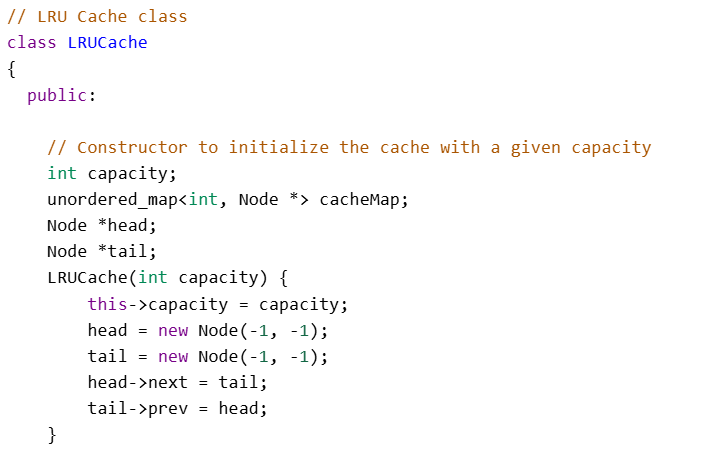 // LRU Cache class
class LRUCache
{
  public:

    // Constructor to initialize the cache with a given capacity
    int capacity;
    unordered_map<int, Node *> cacheMap;
    Node *head;
    Node *tail;
    LRUCache(int capacity) {
        this->capacity = capacity;
        head = new Node(-1, -1);
        tail = new Node(-1, -1);
        head->next = tail;
        tail->prev = head;
    }